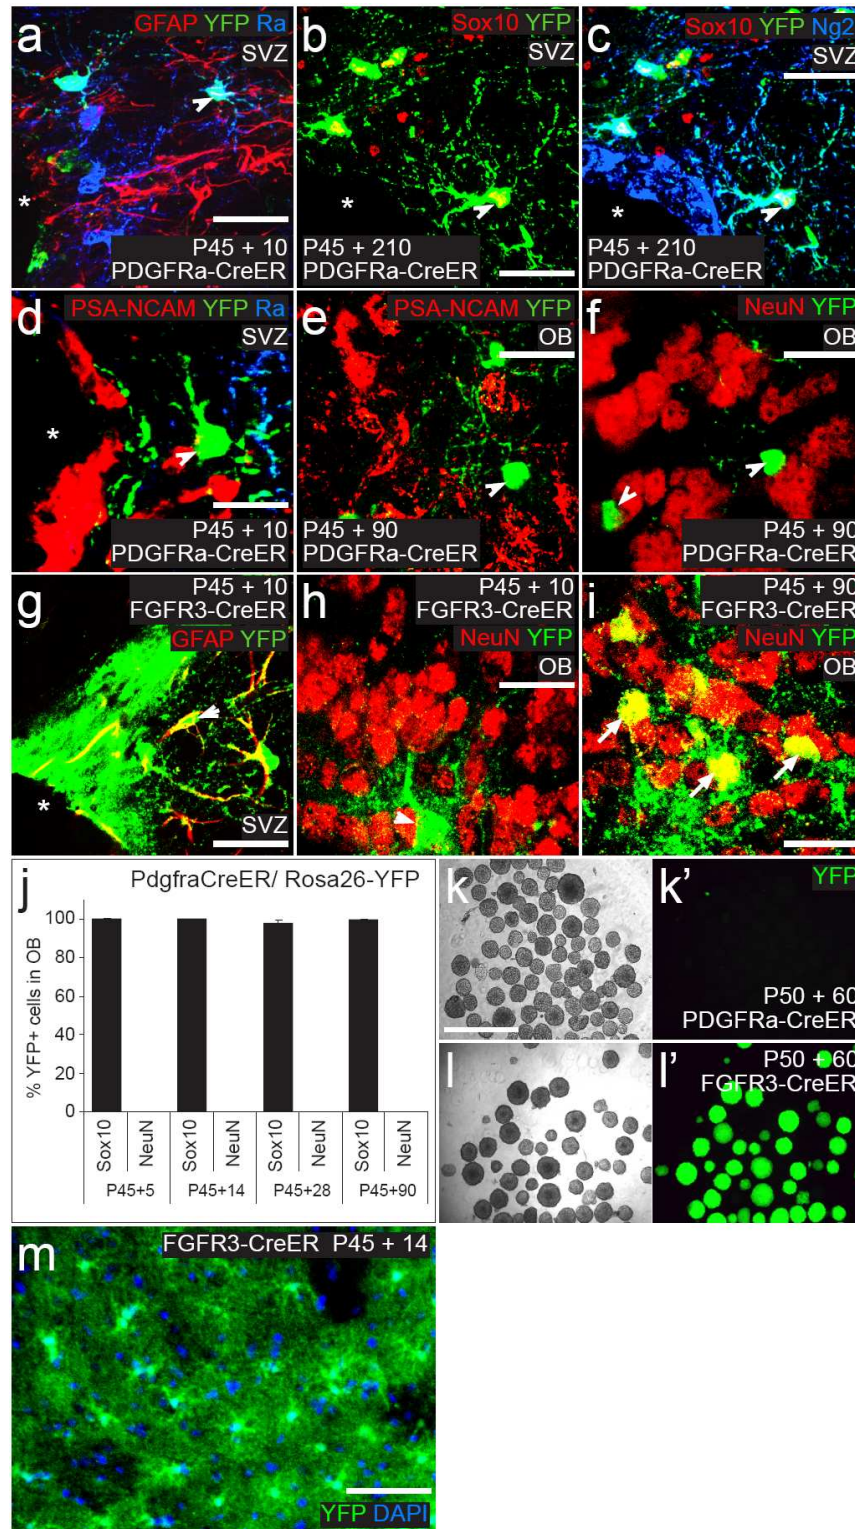 a
GFAP YFP Ra
SVZ
*
P45 + 10
PDGFRa-CreER
b
Sox10 YFP
SVZ
*
P45 + 210
PDGFRa-CreER
c
Sox10 YFP Ng2
SVZ
*
P45 + 210
PDGFRa-CreER
d
PSA-NCAM YFP Ra
SVZ
*
P45 + 10
PDGFRa-CreER
e
PSA-NCAM YFP
OB
P45 + 90
PDGFRa-CreER
f
NeuN YFP
OB
P45 + 90
PDGFRa-CreER
g
P45 + 10
FGFR3-CreER
GFAP YFP
*
SVZ
h
P45 + 10
FGFR3-CreER
NeuN YFP
OB
i
P45 + 90
FGFR3-CreER
NeuN YFP
OB
j
PdgfraCreER/ Rosa26-YFP
% YFP+ cells in OB
100
80
60
40
20
0
Sox10
NeuN
Sox10
NeuN
Sox10
NeuN
Sox10
NeuN
P45+5
P45+14
P45+28
P45+90
k
k’
YFP
P50 + 60
PDGFRa-CreER
l
l’
P50 + 60
FGFR3-CreER
m
FGFR3-CreER P45 + 14
YFP DAPI